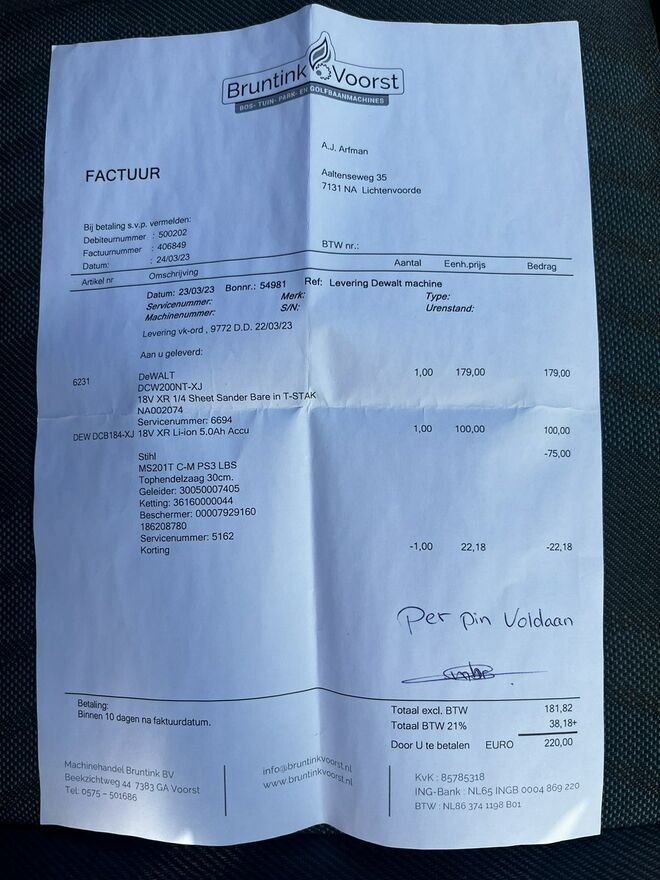 Bruntink Voorst
BOS- TUIN- PARK- EN GOLFBAANMACHINES
A.J. Arfman
FACTUUR
Aaltenseweg 35
7131 NA Lichtenvoorde
Bij betaling s.v.p. vermelden:
Debiteurnummer : 500202
Factuurnummer : 406849
Datum: : 24/03/23
BTW nr.:
Artikel nr Omschrijving Aantal Eenh.prijs Bedrag
Datum: 23/03/23 Bonnr.: 54981 Ref: Levering Dewalt machine
Servicenummer: Merk: Type:
Machinenummer: S/N: Urenstand:
Levering vk-ord , 9772 D.D. 22/03/23
Aan u geleverd:
6231 DeWALT 1,00 179,00 179,00
DCW200NT-XJ
18V XR 1/4 Sheet Sander Bare in T-STAK
NA002074
Servicenummer: 6694
DEW DCB184-XJ 18V XR Li-ion 5.0Ah Accu 1,00 100,00 100,00
Stihl -75,00
MS201T C-M PS3 LBS
Tophendelzaag 30cm.
Geleider: 30050007405
Ketting: 36160000044
Beschermer: 00007929160
186208780
Servicenummer: 5162
Korting -1,00 22,18 -22,18
Per pin Voldaan
Betaling:
Binnen 10 dagen na faktuurdatum.
Totaal excl. BTW 181,82
Totaal BTW 21% 38,18+
Door U te betalen EURO 220,00
Machinehandel Bruntink BV
Beekzichtweg 44 7383 GA Voorst
Tel: 0575 – 501686
info@bruntinkvoorst.nl
www.bruntinkvoorst.nl
KvK : 85785318
ING-Bank : NL65 INGB 0004 869 220
BTW : NL86 374 1198 B01